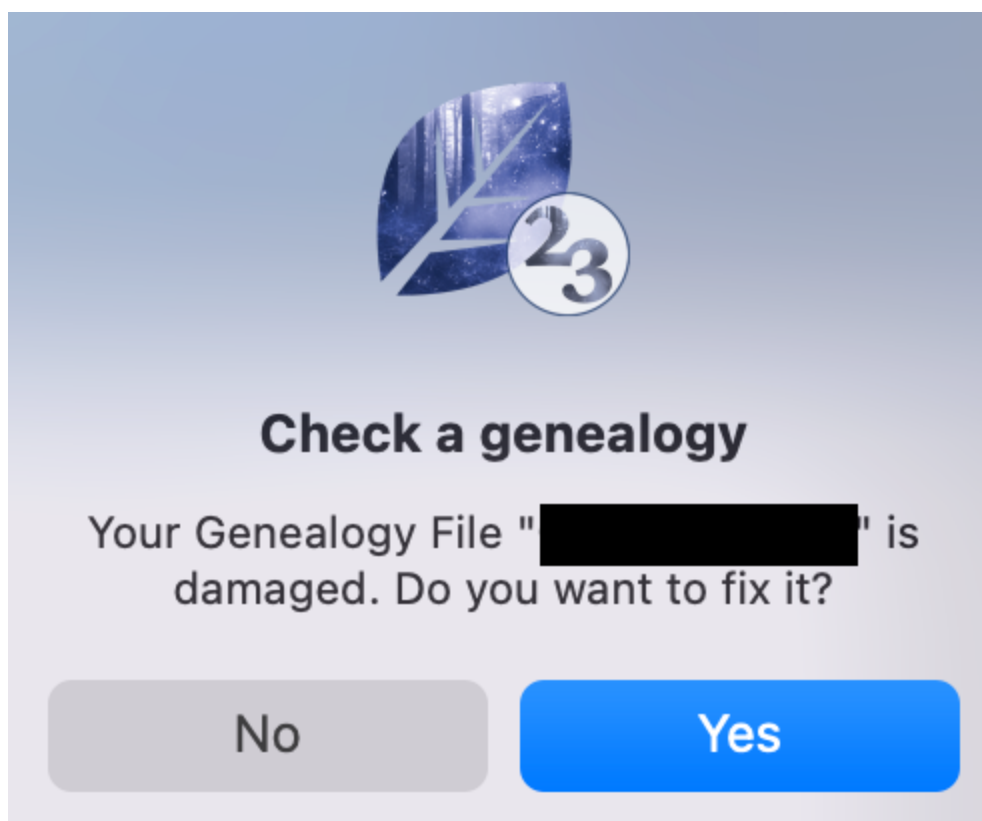 23
Check a genealogy
Your Genealogy File "" is
damaged. Do you want to fix it?
No
Yes